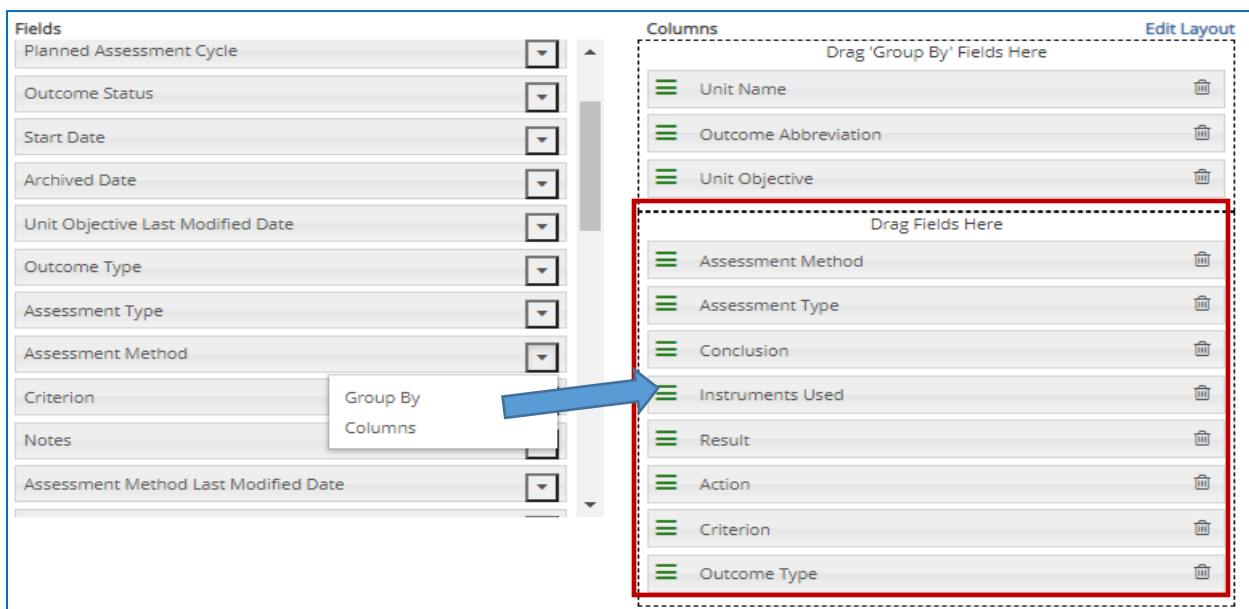 Fields
Planned Assessment Cycle
Outcome Status
Start Date
Archived Date
Unit Objective Last Modified Date
Outcome Type
Assessment Type
Assessment Method
Criterion
Group By
Columns
Notes
Assessment Method Last Modified Date
Columns
Edit Layout
Drag 'Group By' Fields Here
Unit Name
Outcome Abbreviation
Unit Objective
Drag Fields Here
Assessment Method
Assessment Type
Conclusion
Instruments Used
Result
Action
Criterion
Outcome Type